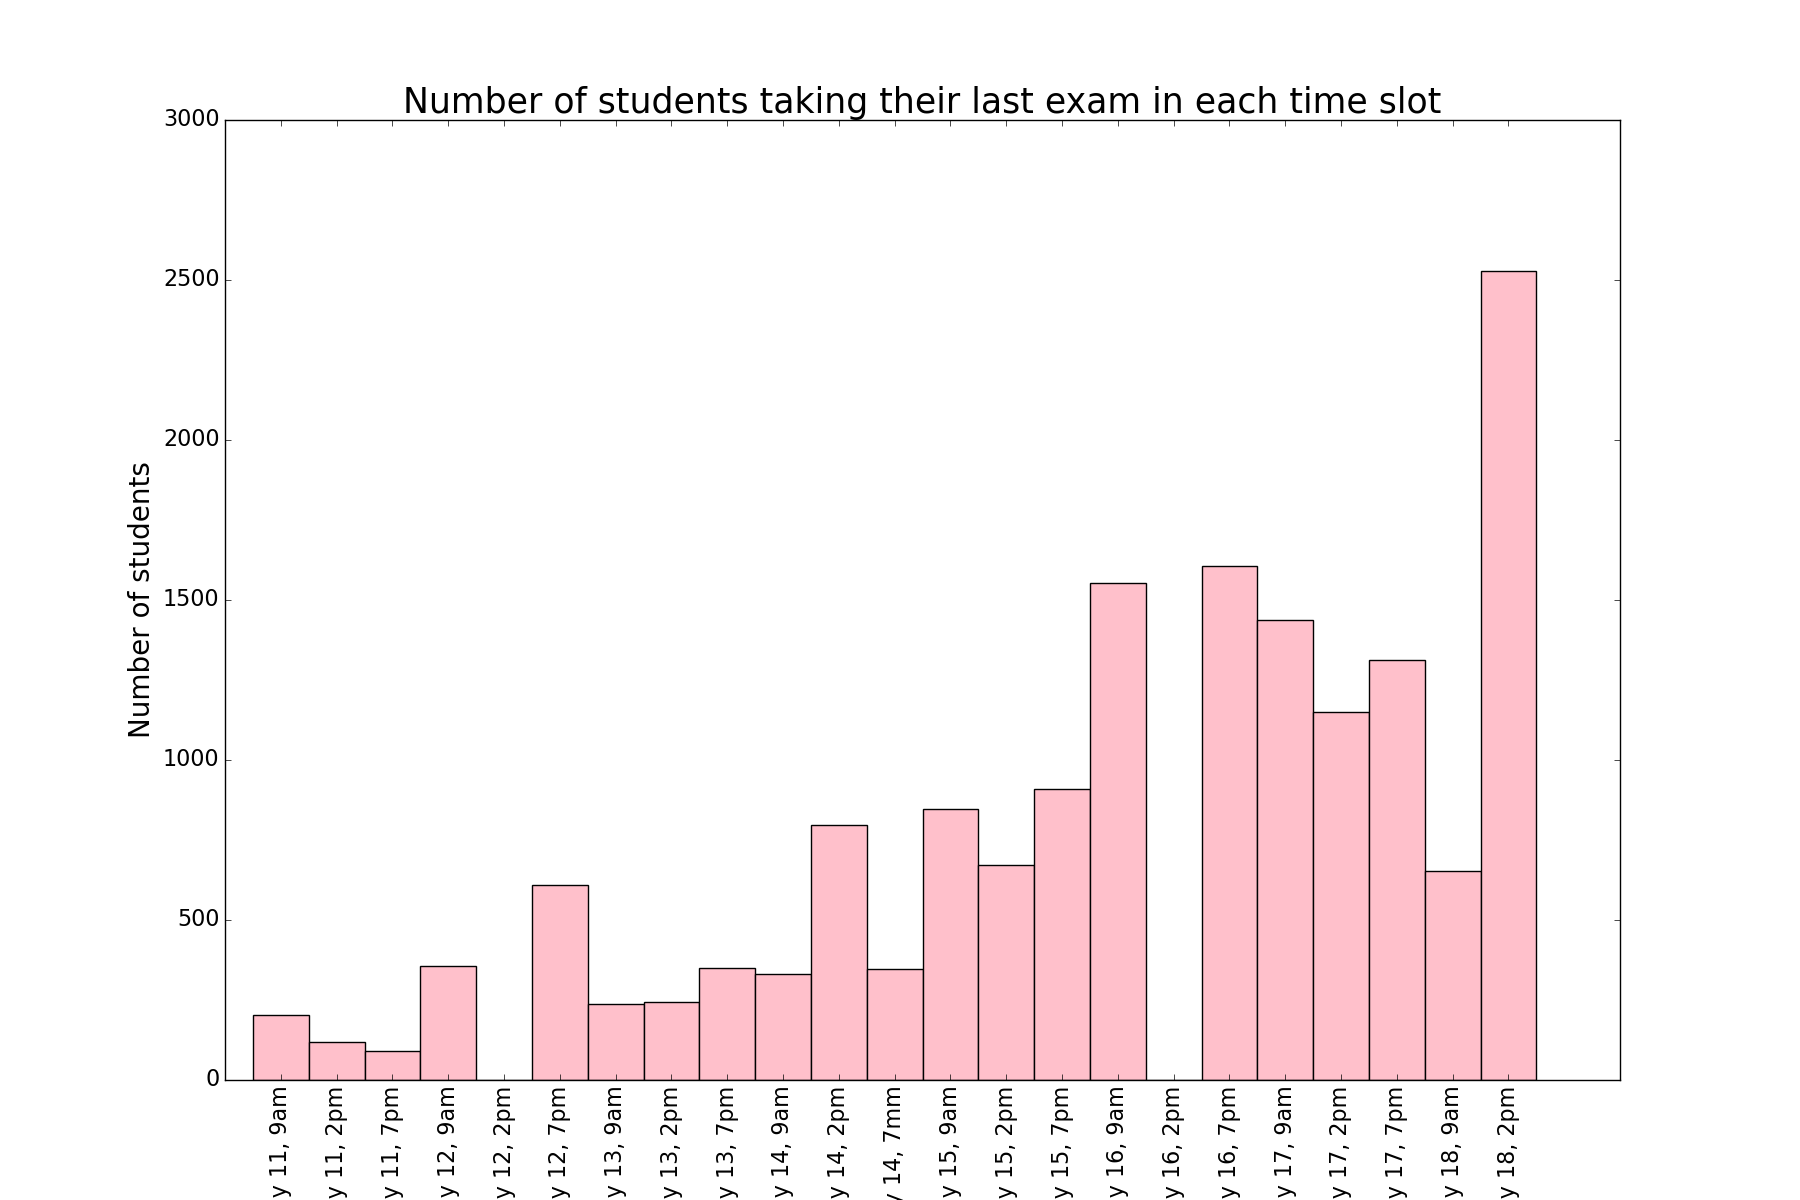 Number of students taking their last exam in each time slot
3000
2500
2000
1500
1000
500
0
Number of students
y 11, 9am
y 11, 2pm
y 11, 7pm
y 12, 9am
y 12, 2pm
y 12, 7pm
y 13, 9am
y 13, 2pm
y 13, 7pm
y 14, 9am
y 14, 2pm
y 14, 7mm
y 15, 9am
y 15, 2pm
y 15, 7pm
y 16, 9am
y 16, 2pm
y 16, 7pm
y 17, 9am
y 17, 2pm
y 17, 7pm
y 18, 9am
y 18, 2pm